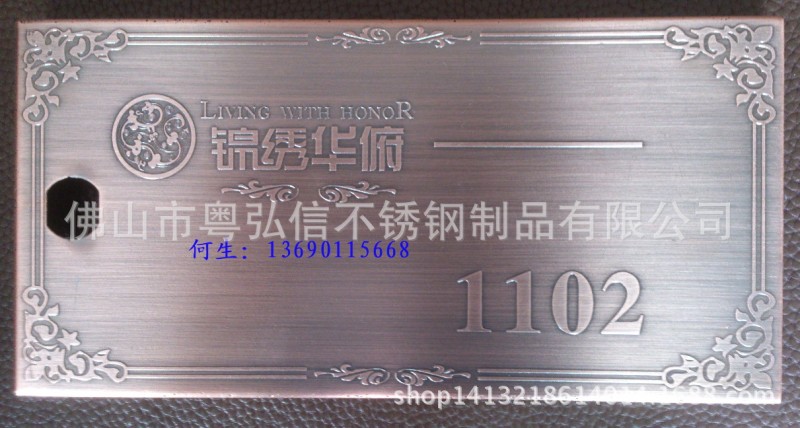 LIVING WITH HONOR
锦绣华俯
佛山市粤弘信不锈钢制品有限公司
何生: 13690115668
1102